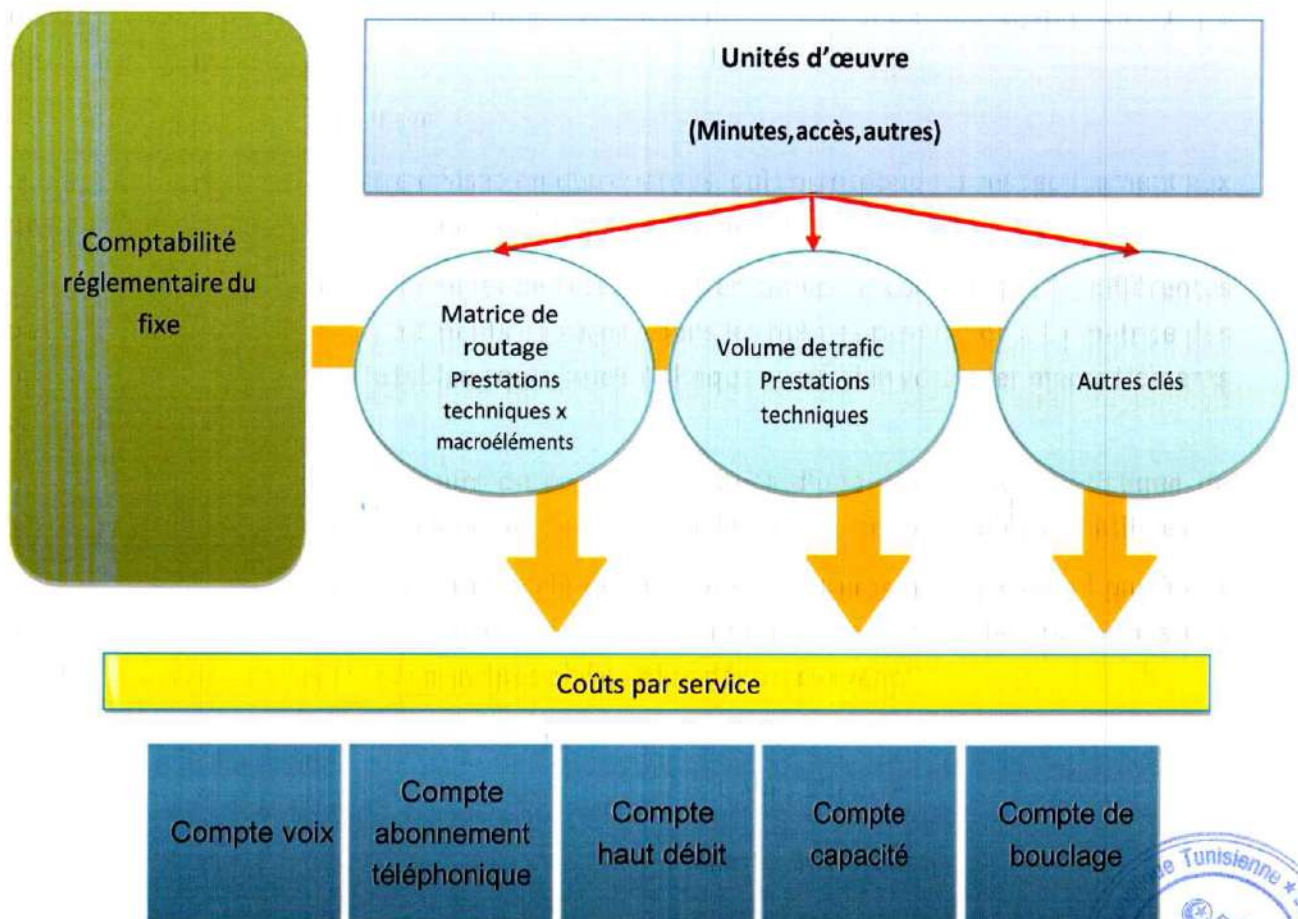 Unités d'œuvre
(Minutes,accès,autres)
Comptabilité
réglementaire du
fixe
Matrice de
routage
Prestations
techniques x
macroéléments
Volume de trafic
Prestations
techniques
Autres clés
Coûts par service
Compte voix
Compte
abonnement
téléphonique
Compte
haut débit
Compte
capacité
Compte de
bouclage
Tunisienne